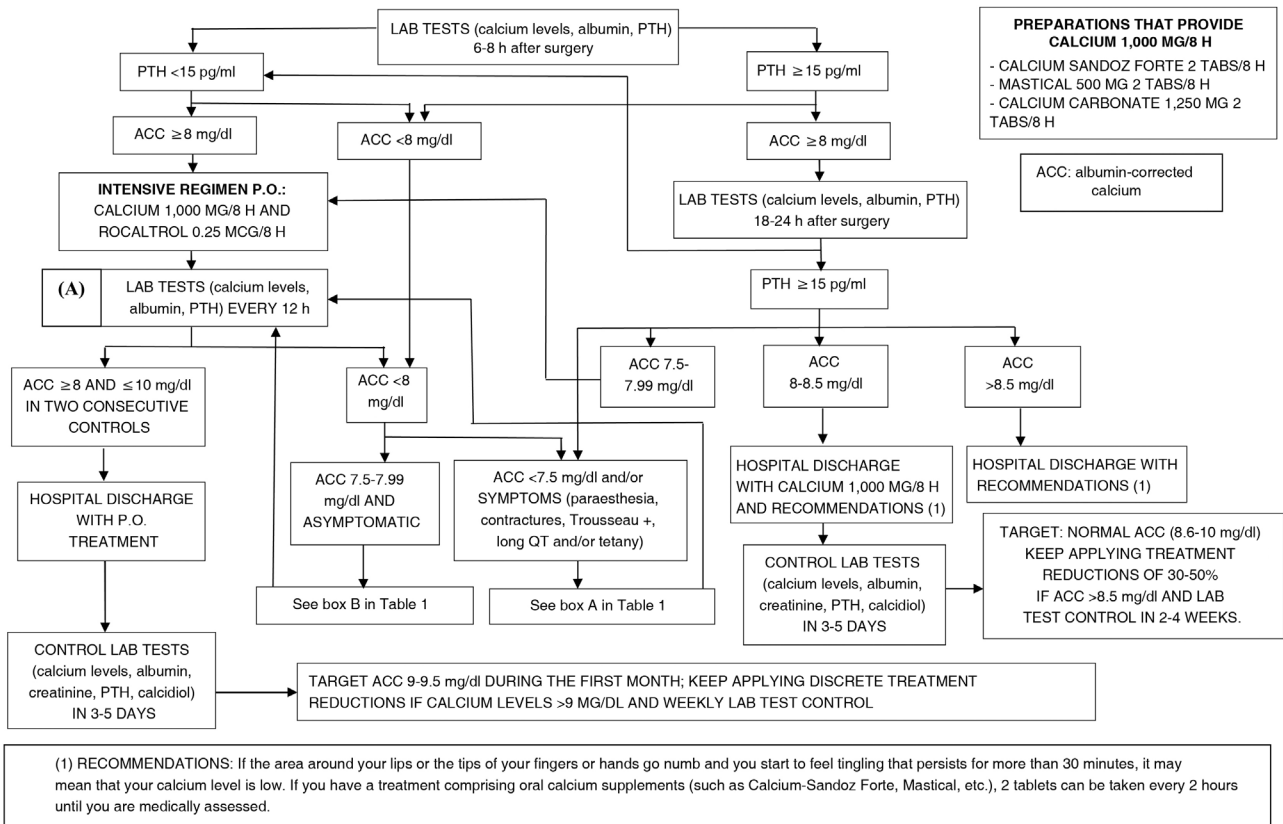 LAB TESTS (calcium levels, albumin, PTH)
6-8 h after surgery
PREPARATIONS THAT PROVIDE
CALCIUM 1,000 MG/8 H
- CALCIUM SANDOZ FORTE 2 TABS/8 H
- MASTICAL 500 MG 2 TABS/8 H
- CALCIUM CARBONATE 1,250 MG 2
TABS/8 H
PTH <15 pg/ml
PTH ≥15 pg/ml
ACC ≥8 mg/dl
ACC <8 mg/dl
ACC ≥8 mg/dl
ACC: albumin-corrected
calcium
INTENSIVE REGIMEN P.O.:
CALCIUM 1,000 MG/8 H AND
ROCALTROL 0.25 MCG/8 H
LAB TESTS (calcium levels, albumin, PTH)
18-24 h after surgery
(A)
LAB TESTS (calcium levels,
albumin, PTH) EVERY 12 h
PTH ≥15 pg/ml
ACC ≥8 AND ≤10 mg/dl
IN TWO CONSECUTIVE
CONTROLS
ACC <8
mg/dl
ACC 7.5-
7.99 mg/dl
ACC
8-8.5 mg/dl
ACC
>8.5 mg/dl
HOSPITAL DISCHARGE
WITH P.O.
TREATMENT
ACC 7.5-7.99
mg/dl AND
ASYMPTOMATIC
ACC <7.5 mg/dl and/or
SYMPTOMS (paraesthesia,
contractures, Trousseau +,
long QT and/or tetany)
HOSPITAL DISCHARGE
WITH CALCIUM 1,000 MG/8 H
AND RECOMMENDATIONS (1)
HOSPITAL DISCHARGE WITH
RECOMMENDATIONS (1)
See box B in Table 1
See box A in Table 1
CONTROL LAB TESTS
(calcium levels, albumin,
creatinine, PTH, calcidiol)
IN 3-5 DAYS
TARGET: NORMAL ACC (8.6-10 mg/dl)
KEEP APPLYING TREATMENT
REDUCTIONS OF 30-50%
IF ACC >8.5 mg/dl AND LAB
TEST CONTROL IN 2-4 WEEKS.
CONTROL LAB TESTS
(calcium levels, albumin,
creatinine, PTH, calcidiol)
IN 3-5 DAYS
TARGET ACC 9-9.5 mg/dl DURING THE FIRST MONTH; KEEP APPLYING DISCRETE TREATMENT
REDUCTIONS IF CALCIUM LEVELS >9 MG/DL AND WEEKLY LAB TEST CONTROL
(1) RECOMMENDATIONS: If the area around your lips or the tips of your fingers or hands go numb and you start to feel tingling that persists for more than 30 minutes, it may
mean that your calcium level is low. If you have a treatment comprising oral calcium supplements (such as Calcium-Sandoz Forte, Mastical, etc.), 2 tablets can be taken every 2 hours
until you are medically assessed.